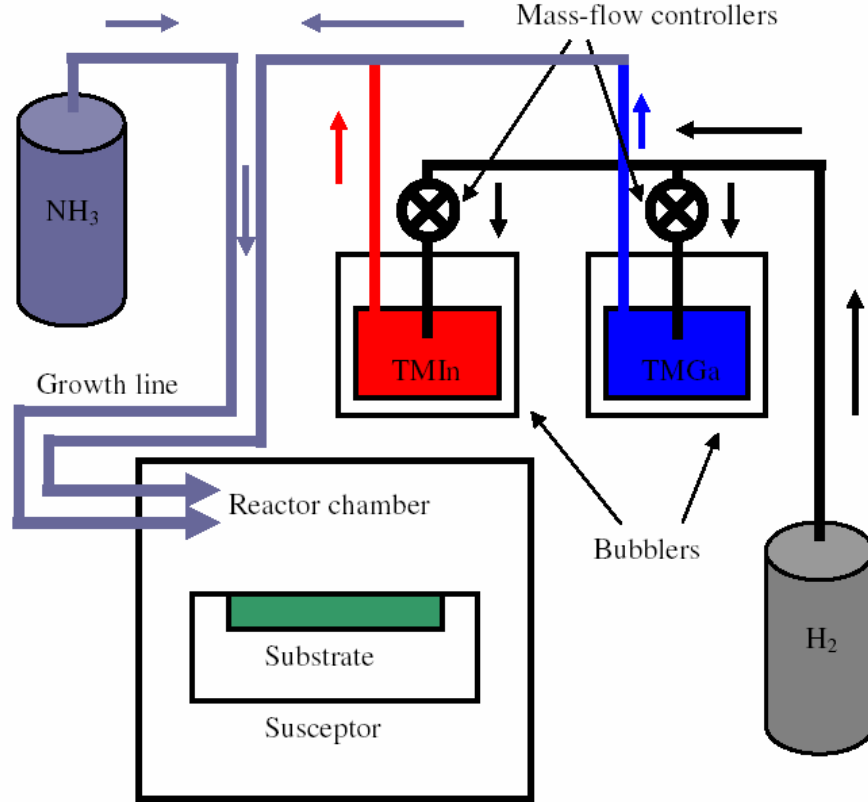 Mass-flow controllers
NH₃
TMIn
TMGa
Growth line
Reactor chamber
Bubblers
H₂
Substrate
Susceptor